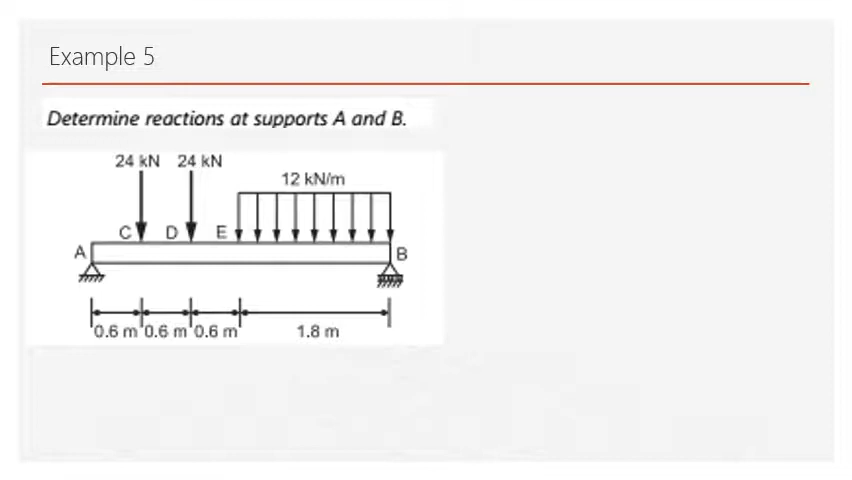 Example 5
Determine reactions at supports A and B.
24 kN 24 kN
12 kN/m
C D E
A B
0.6 m 0.6 m 0.6 m 1.8 m